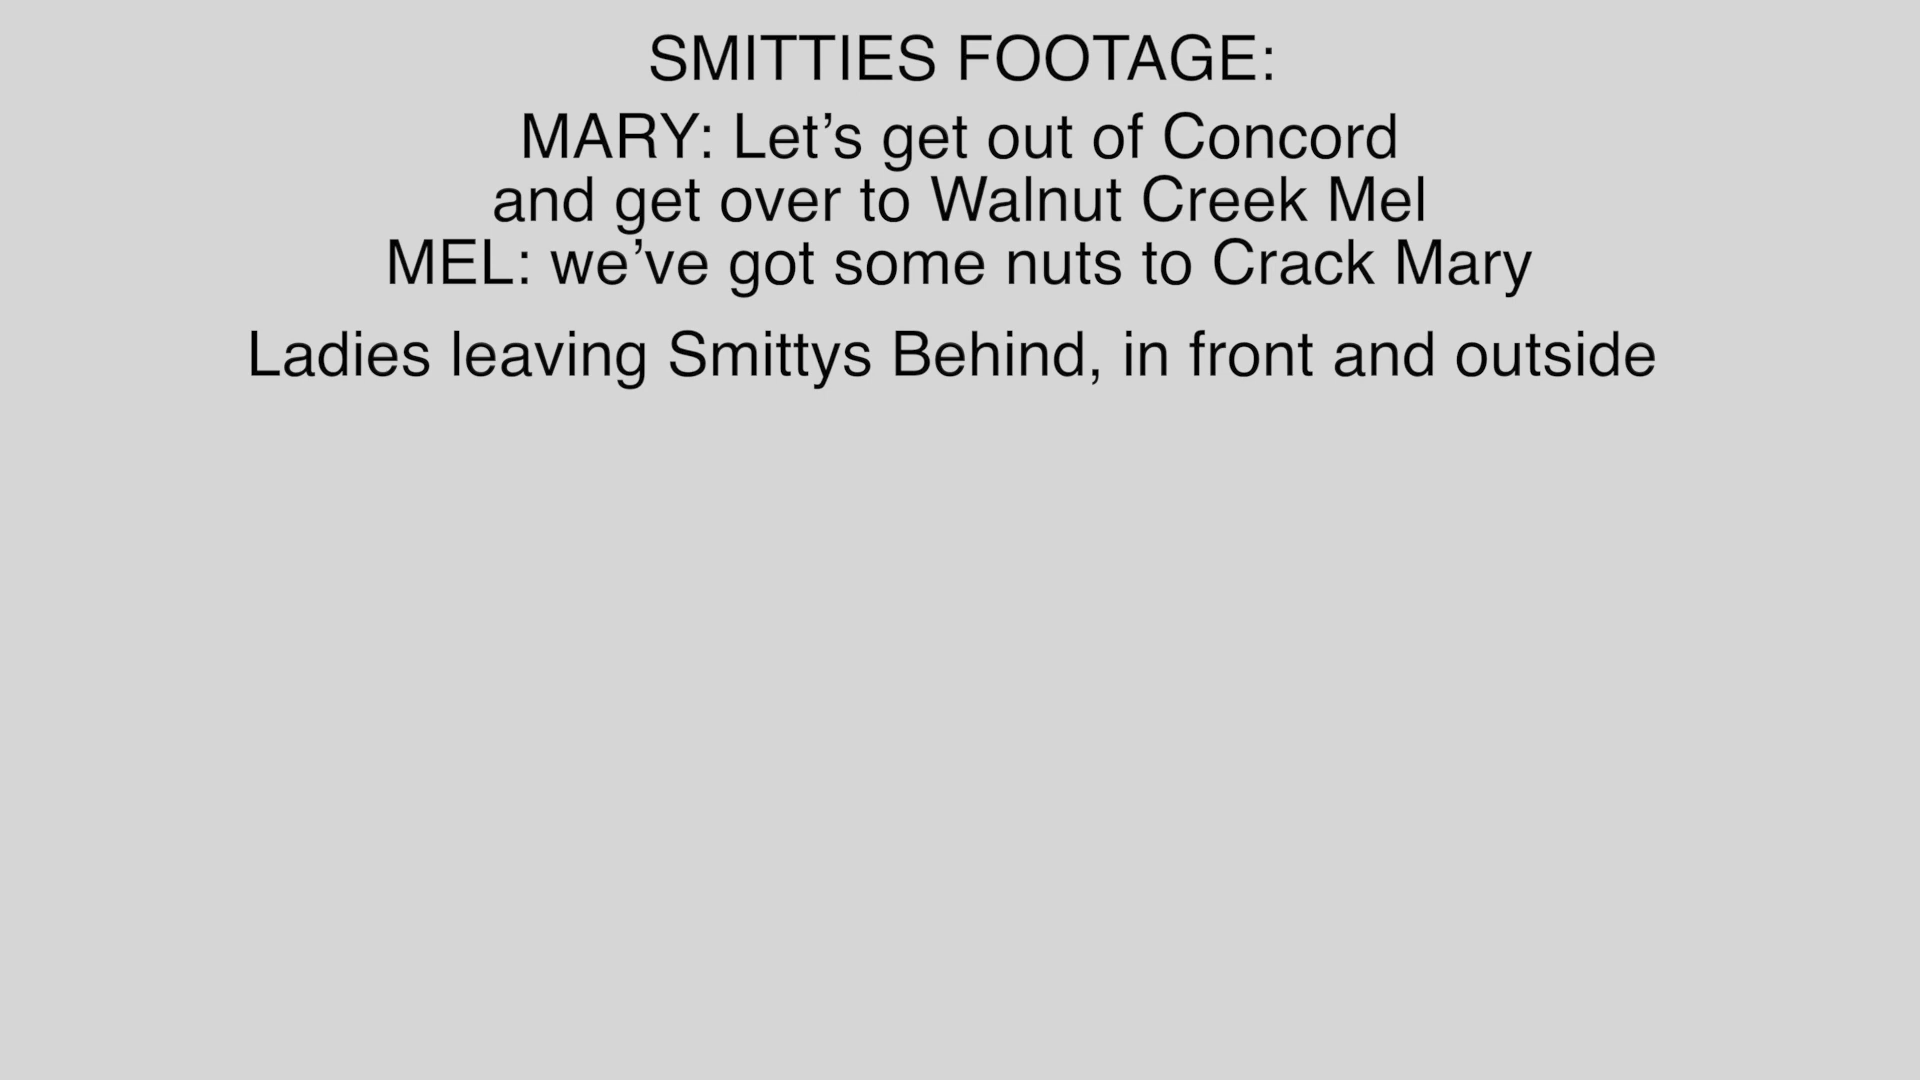 SMITTIES FOOTAGE:
MARY: Let’s get out of Concord
and get over to Walnut Creek Mel
MEL: we’ve got some nuts to Crack Mary
Ladies leaving Smittys Behind, in front and outside